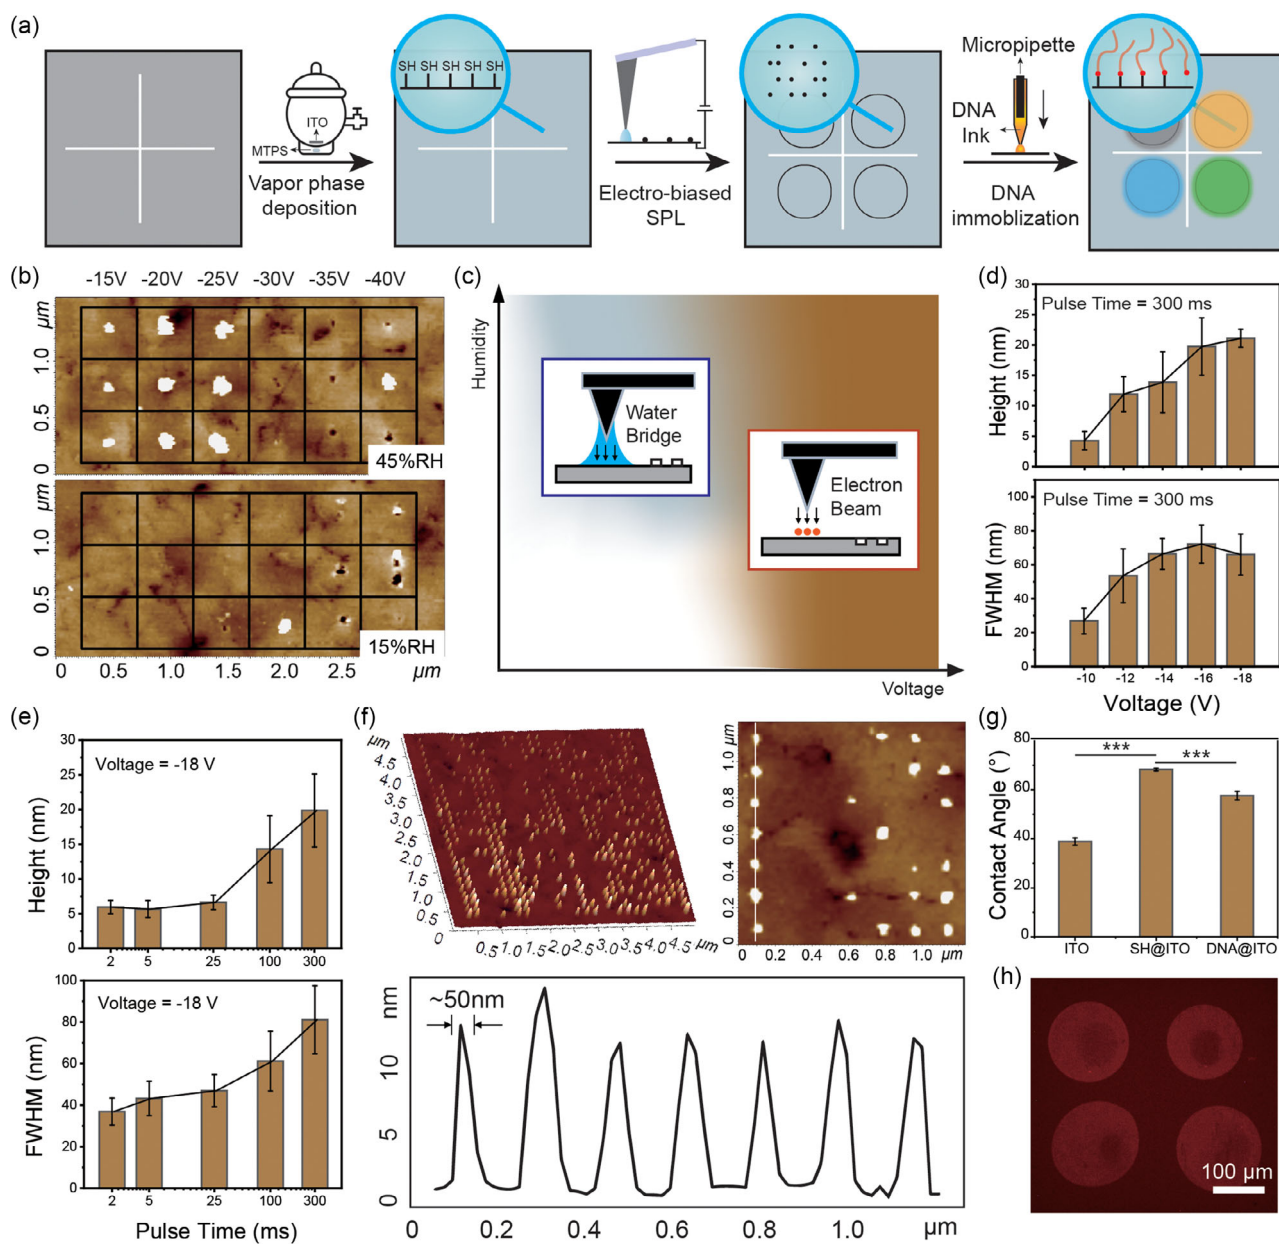 (a)
SH SH SH SH SH
ITO
MTPS
Vapor phase
deposition
Electro-biased
SPL
Micropipette
DNA
Ink
DNA
immoblization
(b)
-15V -20V -25V -30V -35V -40V
μm
1.0
0.5
0
45%RH
μm
1.0
0.5
0
15%RH
0 0.5 1.0 1.5 2.0 2.5 μm
(c)
Humidity
Water
Bridge
Electron
Beam
Voltage
(d)
Pulse Time = 300 ms
Height (nm)
30
25
20
15
10
5
0
Pulse Time = 300 ms
FWHM (nm)
100
80
60
40
20
0
-10 -12 -14 -16 -18
Voltage (V)
(e)
Voltage = -18 V
Height (nm)
30
25
20
15
10
5
0
2 5 25 100 300
Voltage = -18 V
FWHM (nm)
100
80
60
40
20
0
2 5 25 100 300
Pulse Time (ms)
(f)
μm
4.5
4.0
3.5
3.0
2.5
2.0
1.5
1.0
0.5
0
0.5 1.0 1.5 2.0 2.5 3.0 3.5 4.0 4.5 μm
μm
1.0
0.8
0.6
0.4
0.2
0
0.0 0.2 0.4 0.6 0.8 1.0
μm
~50nm
nm
10
5
0
0 0.2 0.4 0.6 0.8 1.0 μm
(g)
Contact Angle (°)
80
60
40
20
0
*** ***
ITO SH@ITO DNA@ITO
(h)
100 μm